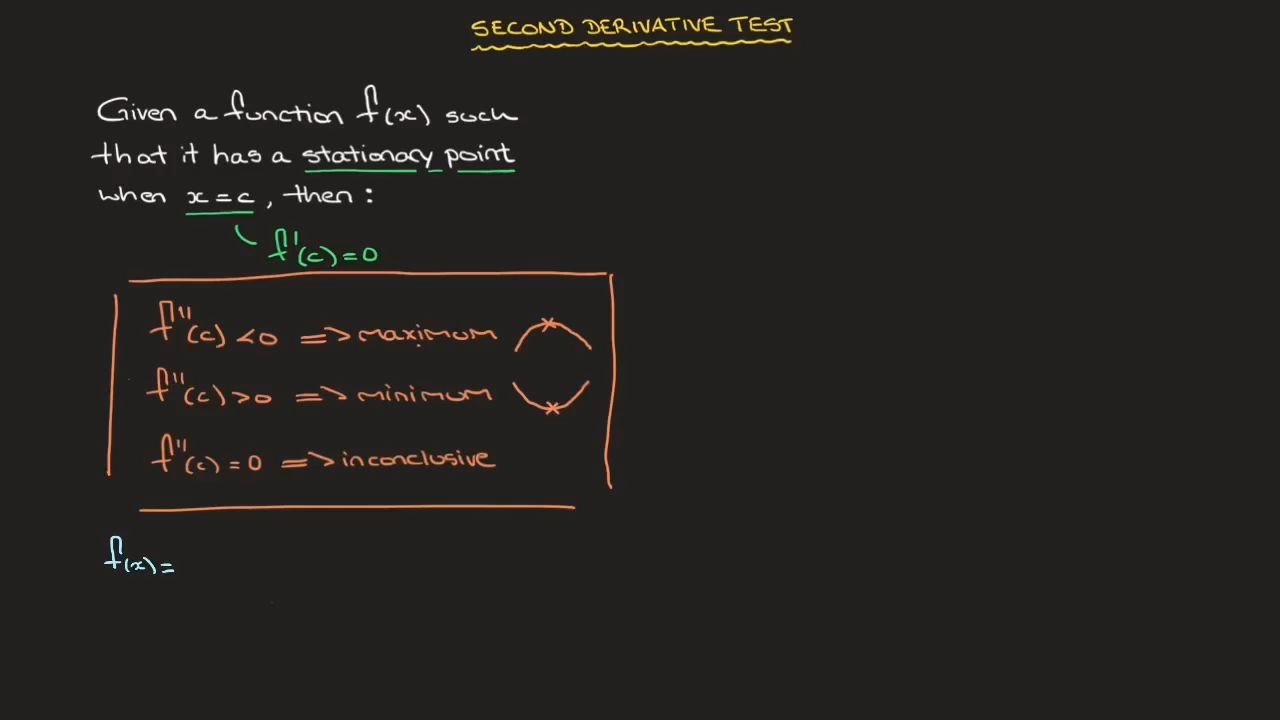 SECOND DERIVATIVE TEST
Given a function f(x) such
that it has a stationary point
when x = c, then :
f'(c) = 0
f''(c) < 0 => maximum
f''(c) > 0 => minimum
f''(c) = 0 => inconclusive
f(x) =